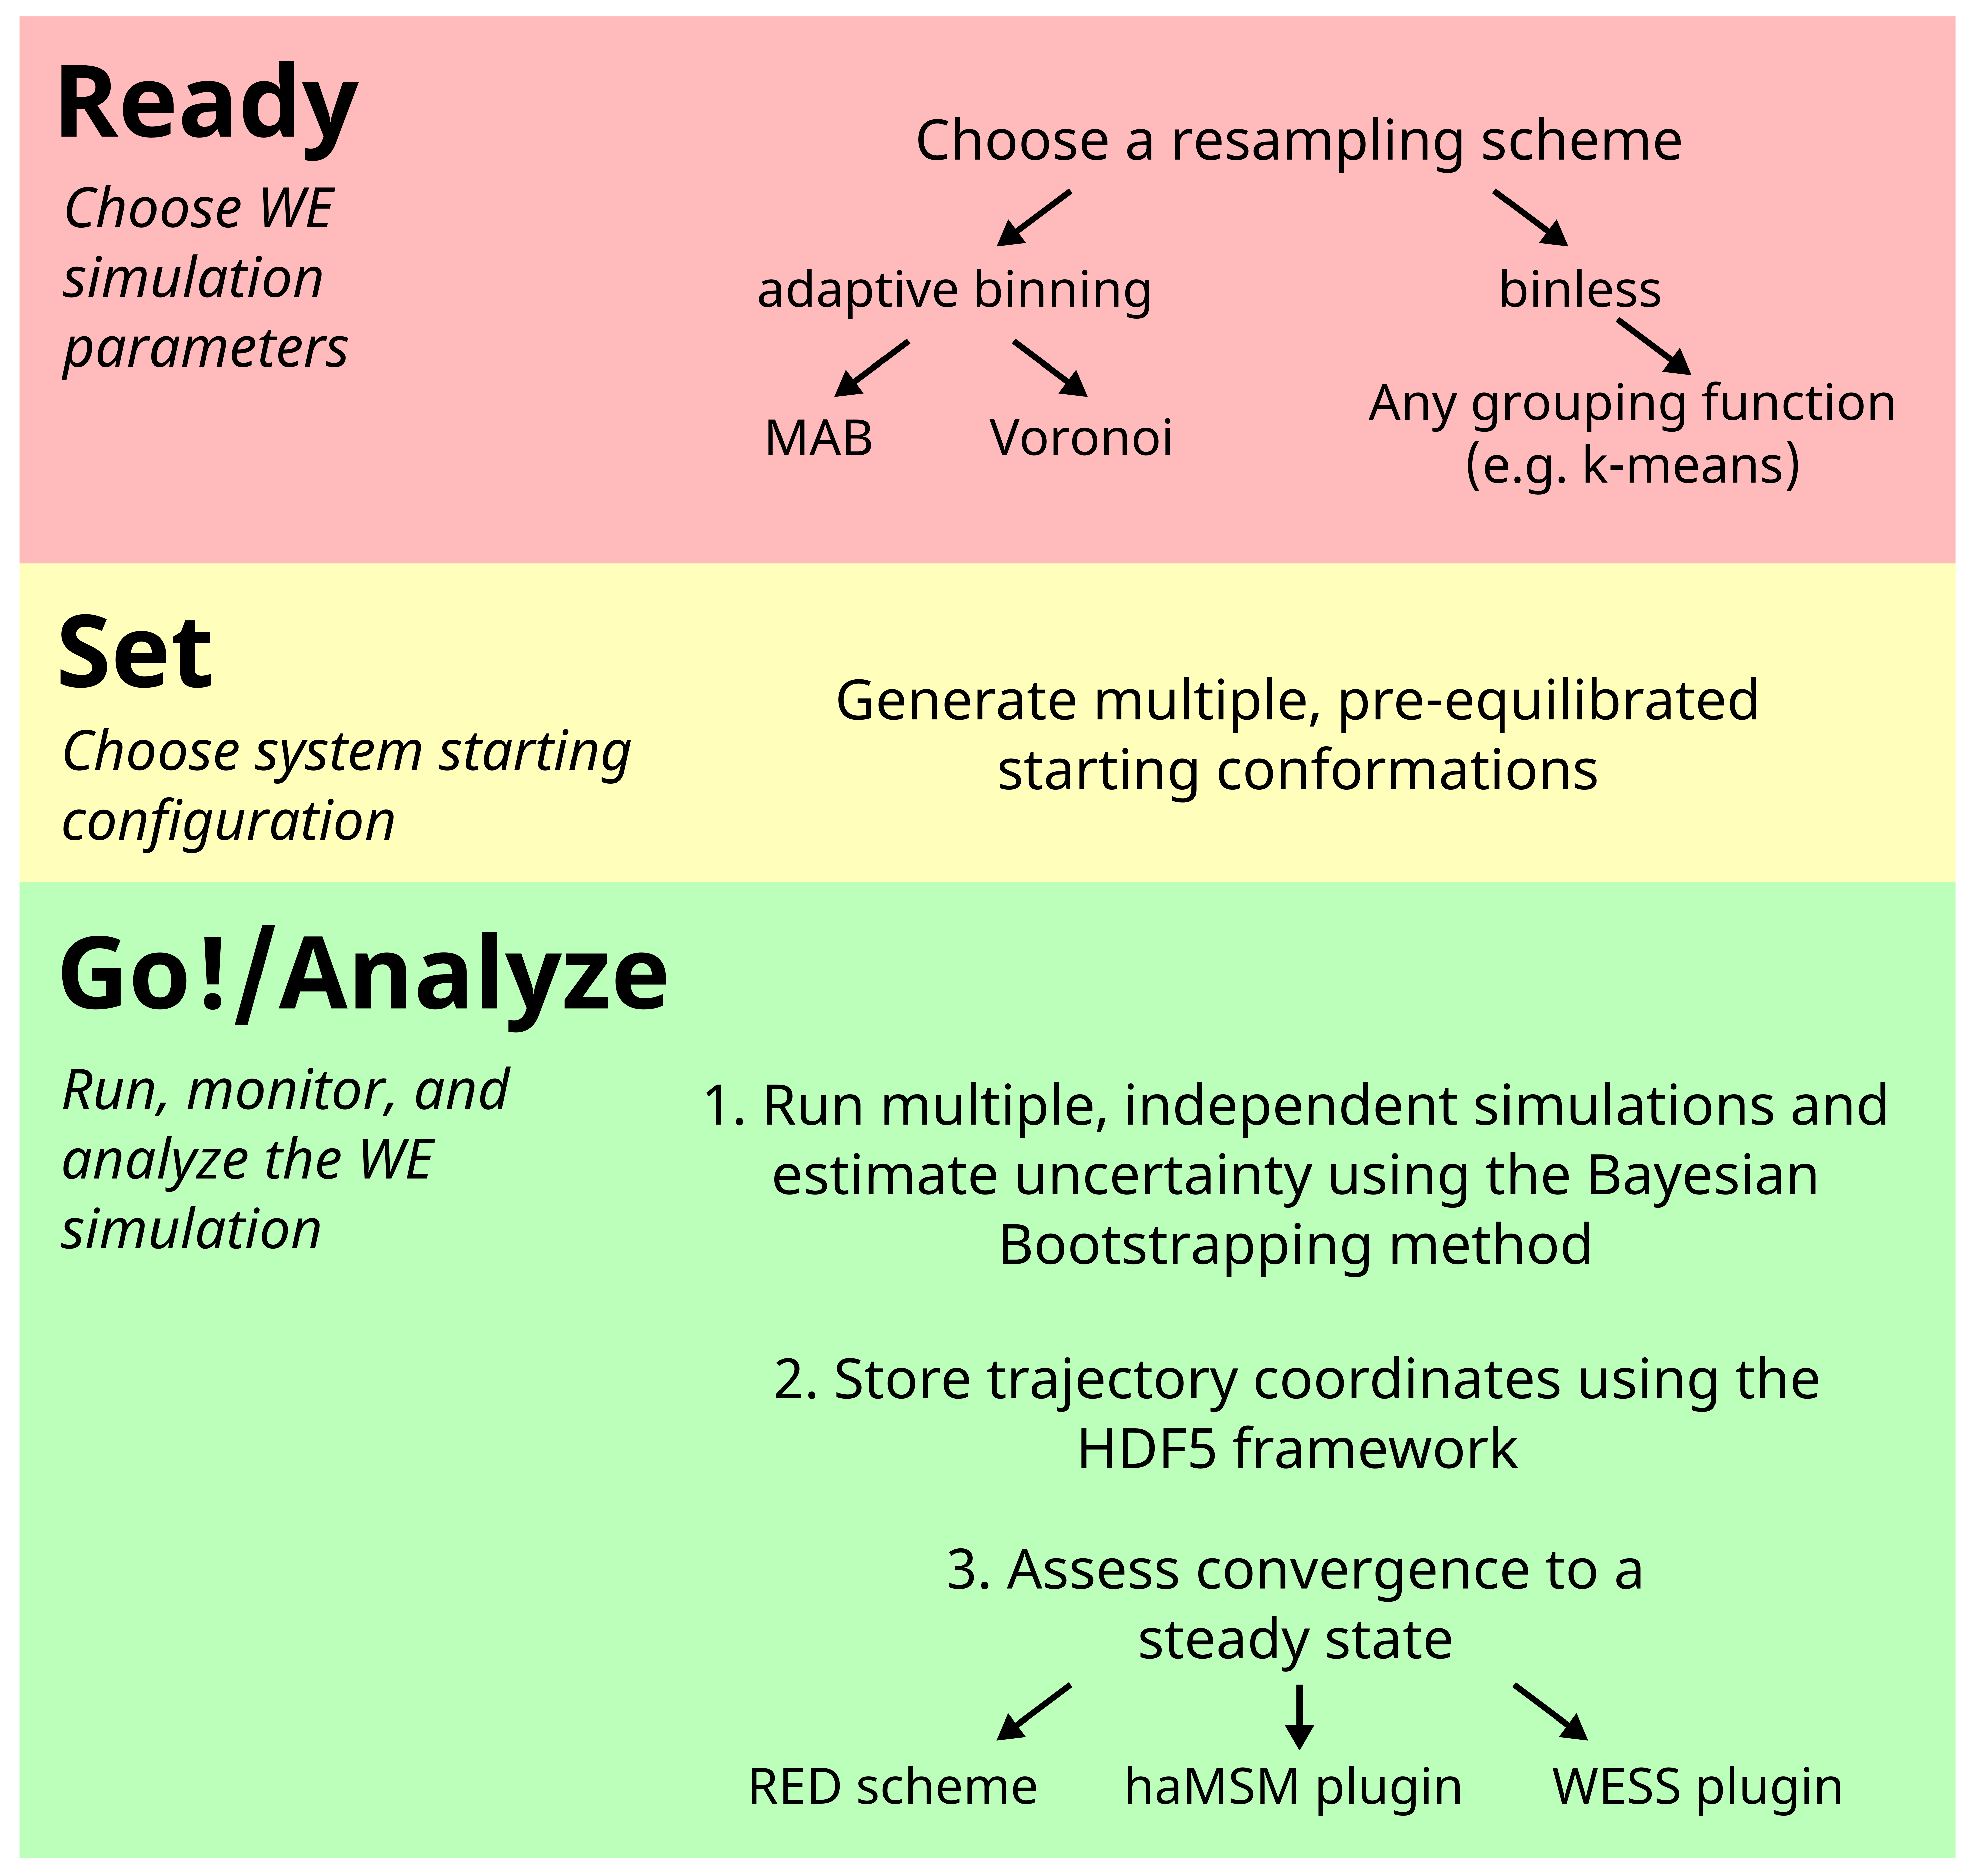 Ready
Choose WE
simulation
parameters
Choose a resampling scheme
adaptive binning
binless
MAB
Voronoi
Any grouping function
(e.g. k-means)
Set
Choose system starting
configuration
Generate multiple, pre-equilibrated
starting conformations
Go!/Analyze
Run, monitor, and
analyze the WE
simulation
1. Run multiple, independent simulations and
estimate uncertainty using the Bayesian
Bootstrapping method
2. Store trajectory coordinates using the
HDF5 framework
3. Assess convergence to a
steady state
RED scheme
haMSM plugin
WESS plugin